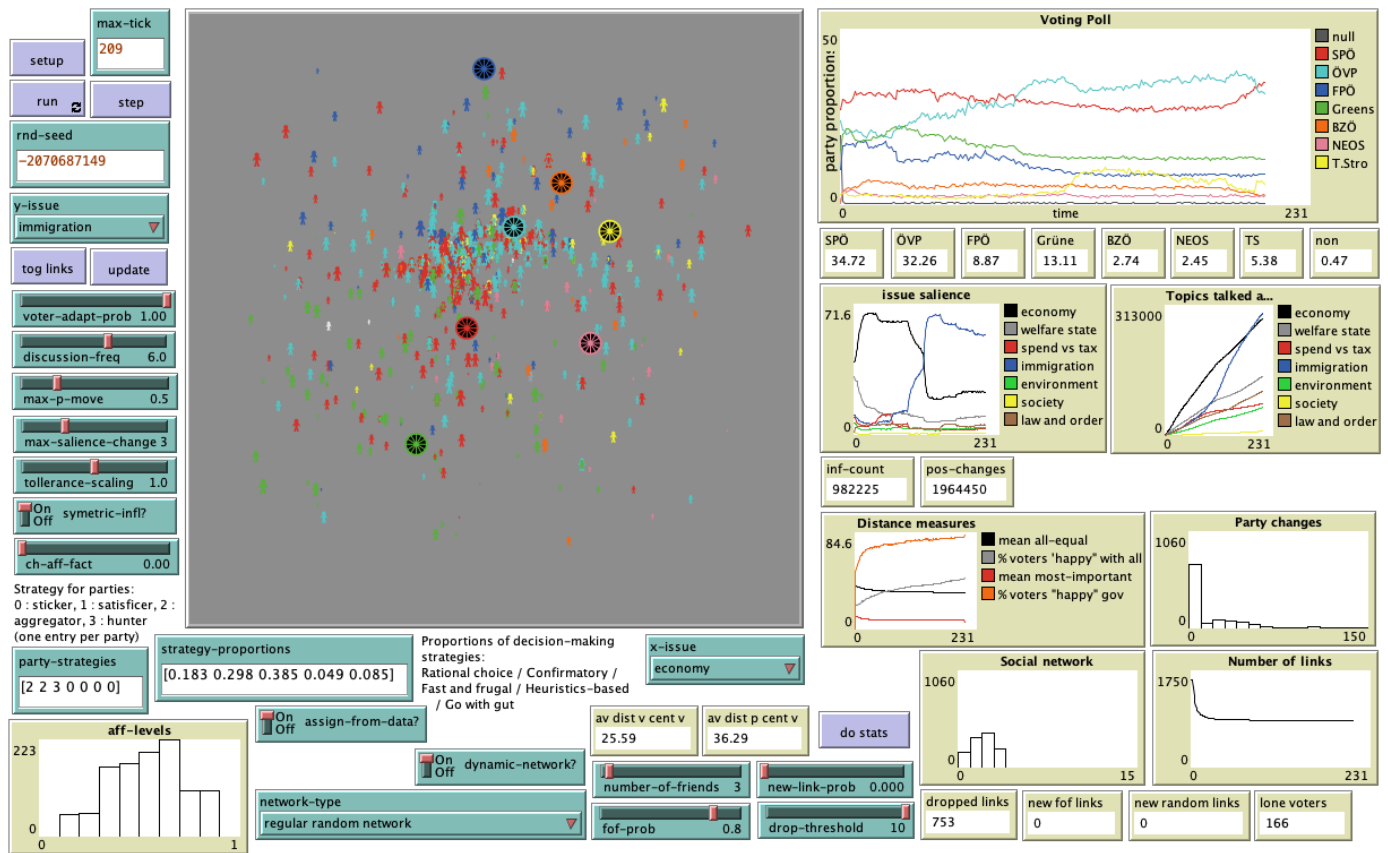 max-tick
209
setup
run
step
rnd-seed
-2070687149
y-issue
immigration
tog links
update
voter-adapt-prob 1.00
discussion-freq 6.0
max-p-move 0.5
max-salience-change 3
tollerance-scaling 1.0
On
Off
symetric-infl?
ch-aff-fact 0.00
Strategy for parties:
0 : sticker, 1 : satisficer, 2 :
aggregator, 3 : hunter
(one entry per party)
party-strategies
[2 2 3 0 0 0 0]
strategy-proportions
[0.183 0.298 0.385 0.049 0.085]
Proportions of decision-making
strategies:
Rational choice / Confirmatory /
Fast and frugal / Heuristics-based
/ Go with gut
x-issue
economy
aff-levels
223
0
0
1
On
Off
assign-from-data?
On
Off
dynamic-network?
network-type
regular random network
av dist v cent v
25.59
av dist p cent v
36.29
do stats
number-of-friends 3
new-link-prob 0.000
fof-prob 0.8
drop-threshold 10
Voting Poll
50
party proportion:
0
0
time
231
null
SPÖ
ÖVP
FPÖ
Greens
BZÖ
NEOS
T.Stro
SPÖ
34.72
ÖVP
32.26
FPÖ
8.87
Grüne
13.11
BZÖ
2.74
NEOS
2.45
TS
5.38
non
0.47
issue salience
71.6
0
0
231
economy
welfare state
spend vs tax
immigration
environment
society
law and order
Topics talked a...
313000
0
0
231
economy
welfare state
spend vs tax
immigration
environment
society
law and order
inf-count
982225
pos-changes
1964450
Distance measures
84.6
0
0
231
mean all-equal
% voters "happy" with all
mean most-important
% voters "happy" gov
Party changes
1060
0
0
150
Social network
1060
0
0
15
Number of links
1750
0
0
231
dropped links
753
new fof links
0
new random links
0
lone voters
166